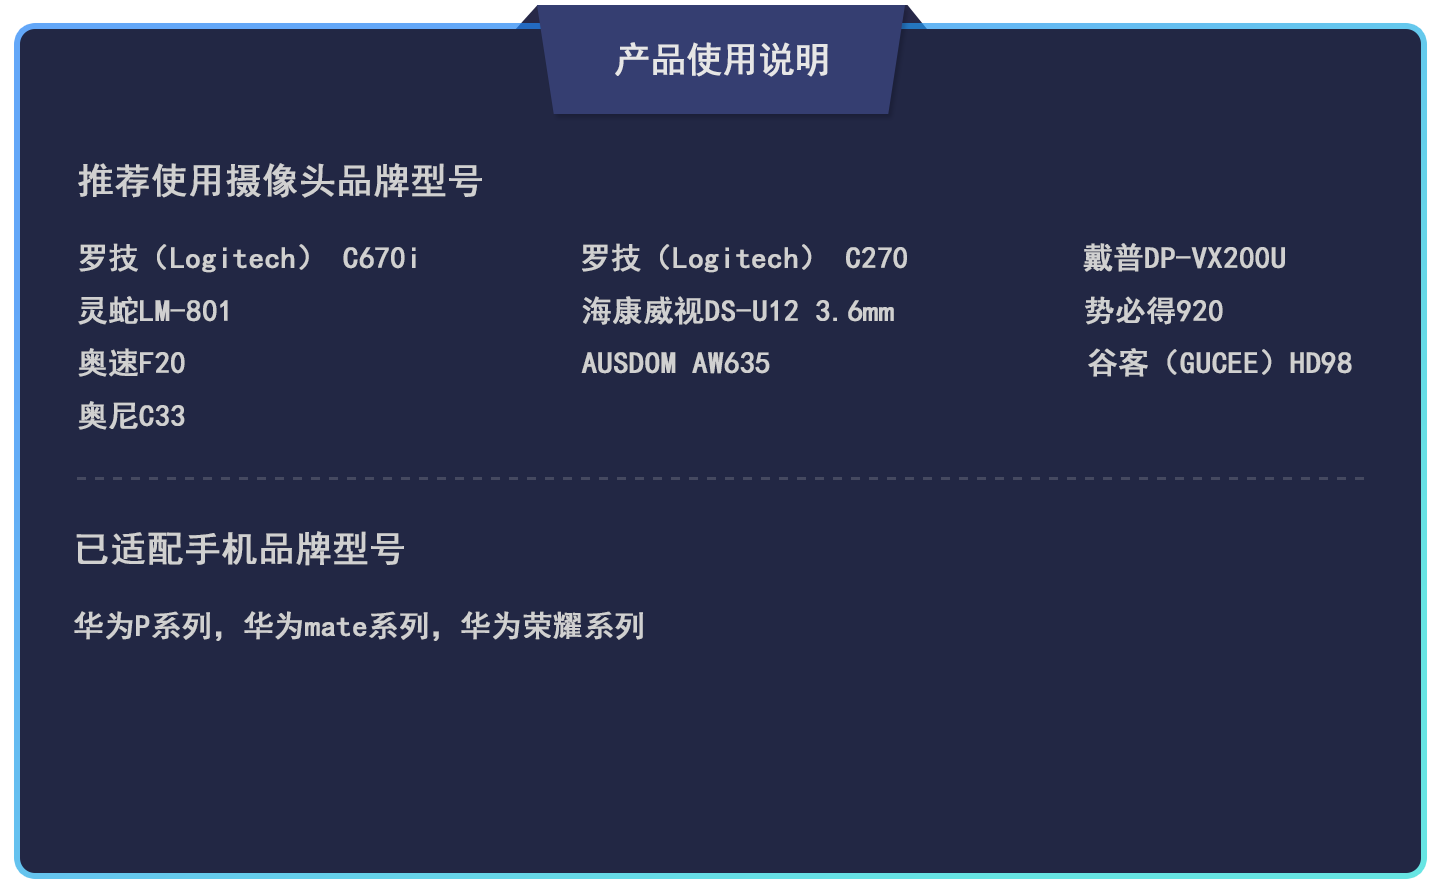 产品使用说明
推荐使用摄像头品牌型号
罗技（Logitech） C670i
罗技（Logitech） C270
戴普DP-VX200U
灵蛇LM-801
海康威视DS-U12 3.6mm
势必得920
奥速F20
AUSDOM AW635
谷客（GUCEE）HD98
奥尼C33
已适配手机品牌型号
华为P系列，华为mate系列，华为荣耀系列